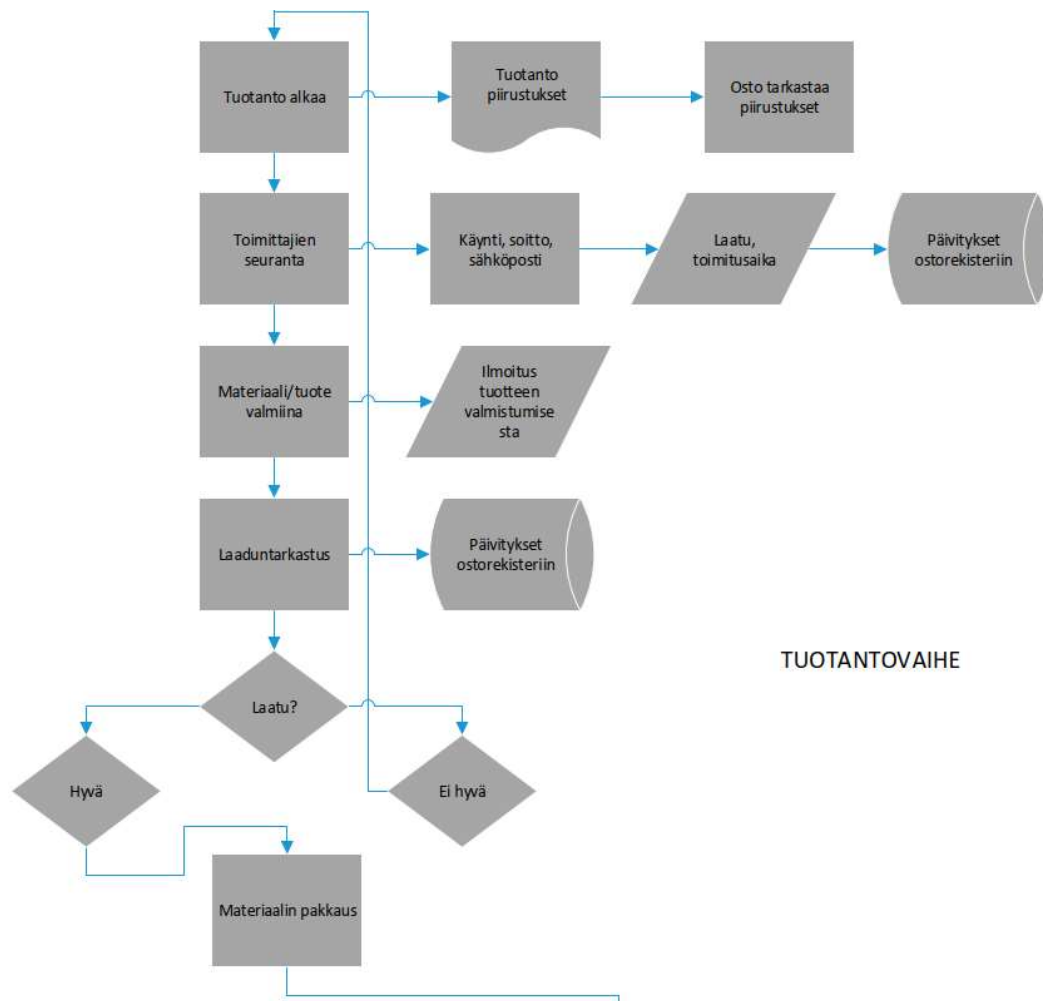 Tuotanto alkaa
Tuotanto
piirustukset
Osto tarkastaa
piirustukset
Toimittajien
seuranta
Käynti, soitto,
sähköposti
Laatu,
toimitusaika
Päivitykset
ostorekisteriin
Materiaali/tuote
valmiina
Ilmoitus
tuotteen
valmistumise
sta
Laaduntarkastus
Päivitykset
ostorekisteriin
TUOTANTOVAIHE
Laatu?
Hyvä
Ei hyvä
Materiaalin pakkaus